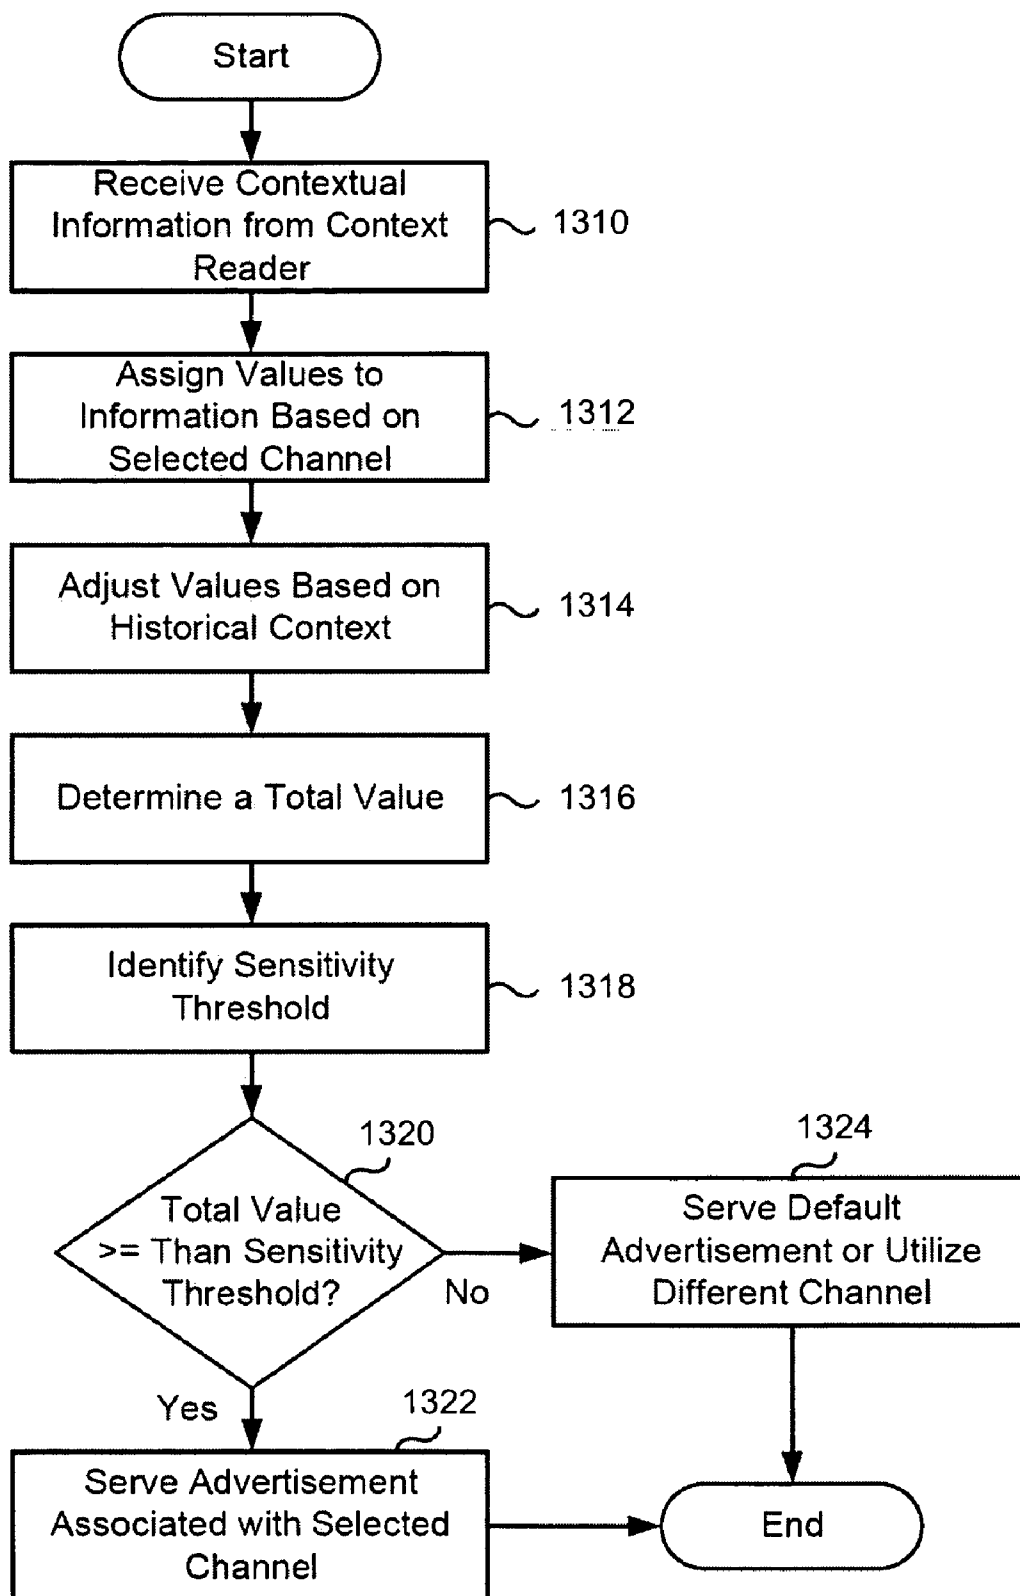 Start
Receive Contextual
Information from Context
Reader
1310
Assign Values to
Information Based on
Selected Channel
1312
Adjust Values Based on
Historical Context
1314
Determine a Total Value
1316
Identify Sensitivity
Threshold
1318
1320
Total Value
>= Than Sensitivity
Threshold?
No
1324
Serve Default
Advertisement or Utilize
Different Channel
Yes
1322
Serve Advertisement
Associated with Selected
Channel
End